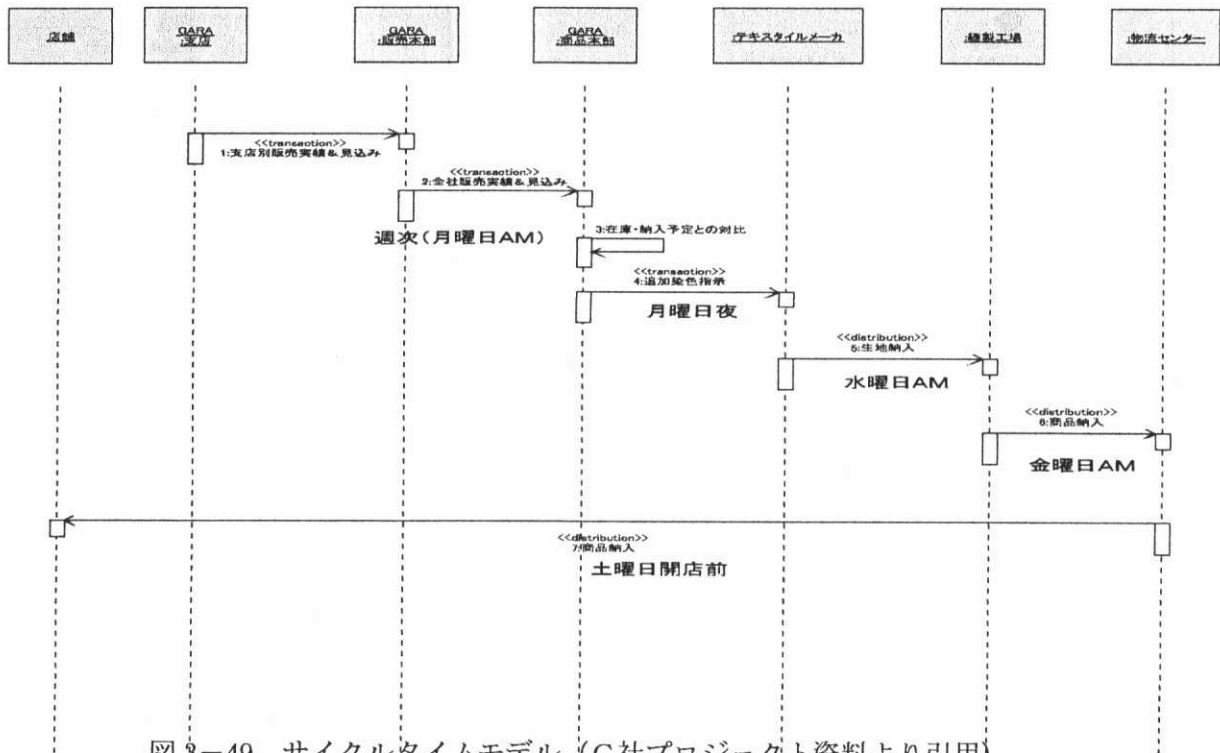 :店舗
GARA
:支店
GARA
:販売本部
GARA
:商品本部
:テキスタイルメーカ
:縫製工場
:物流センター
<<transaction>>
1:支店別販売実績&見込み
<<transaction>>
2:全社販売実績&見込み
週次(月曜日AM)
3:在庫・納入予定との対比
<<transaction>>
4:追加染色指示
月曜日夜
<<distribution>>
5:生地納入
水曜日AM
<<distribution>>
6:商品納入
金曜日AM
<<distribution>>
7:商品納入
土曜日開店前
図3-49 サイクルタイムモデル(G社プロジェクト資料より引用)